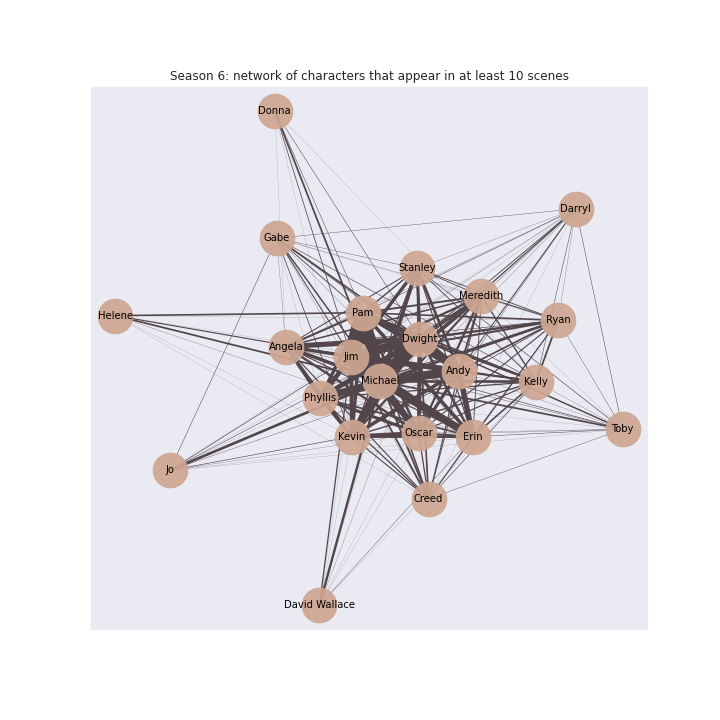 Season 6: network of characters that appear in at least 10 scenes
Donna
Darryl
Gabe
Stanley
Meredith
Pam
Helene
Ryan
Dwight
Angela
Jim
Andy
Michael
Kelly
Phyllis
Toby
Oscar
Kevin
Erin
Jo
Creed
David Wallace